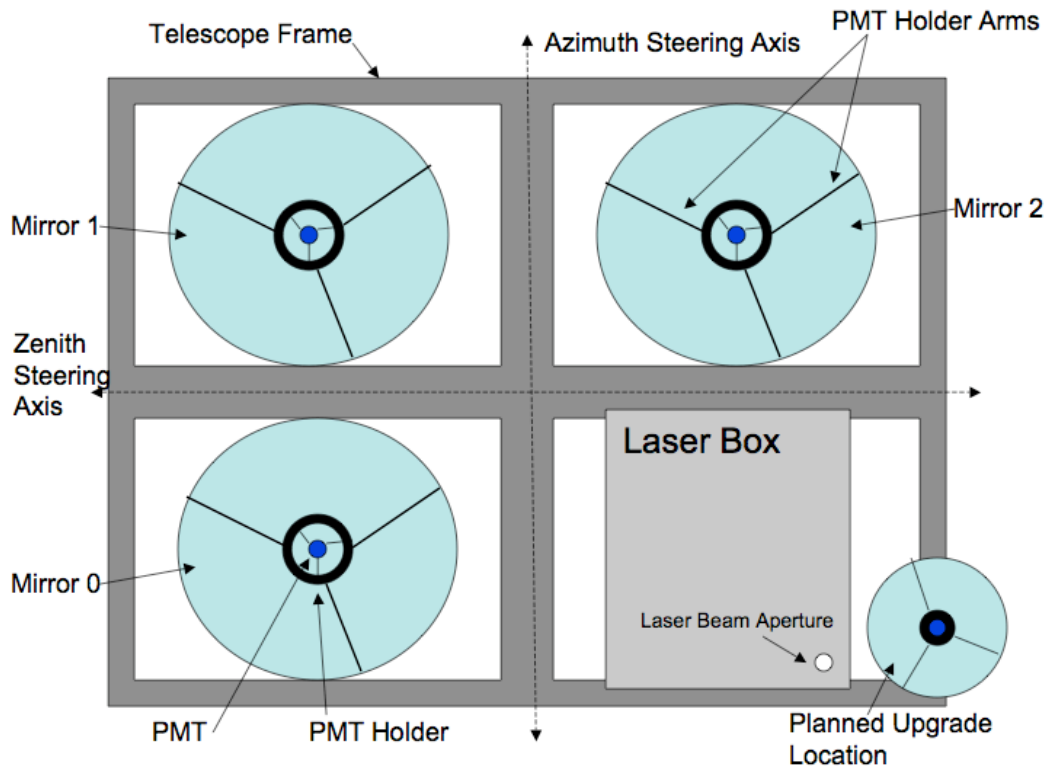 Telescope Frame
Azimuth Steering Axis
PMT Holder Arms
Mirror 1
Mirror 2
Zenith
Steering
Axis
Laser Box
Mirror 0
Laser Beam Aperture
PMT
PMT Holder
Planned Upgrade
Location